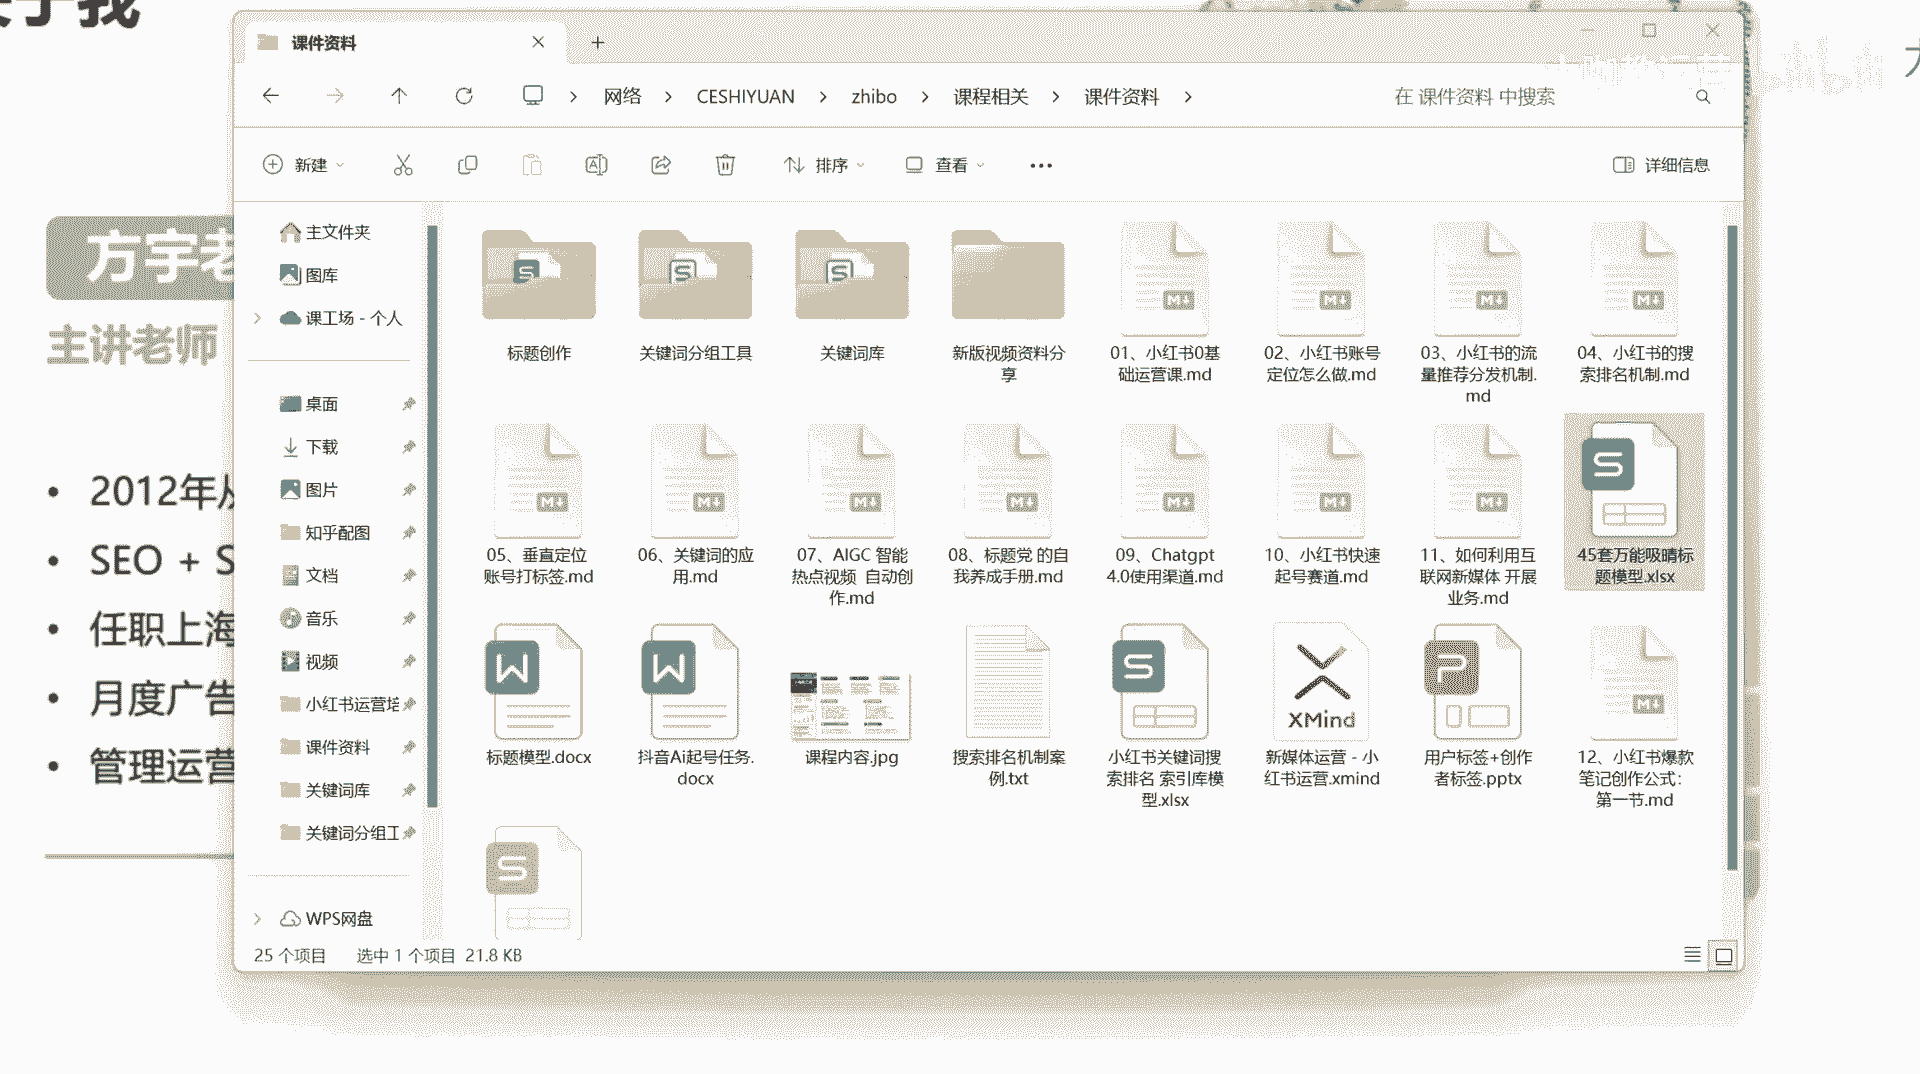 关于我
课件资料
网络 CESHIYUAN zhibo 课程相关 课件资料
在 课件资料 中搜索
新建
排序
查看
详细信息
方宇老
主讲老师
2012年从
SEO + S
任职上海
月度广告
管理运营
主文件夹
图库
课工场 - 个人
桌面
下载
图片
知乎配图
文档
音乐
视频
小红书运营培
课件资料
关键词库
关键词分组工
WPS网盘
标题创作
关键词分组工具
关键词库
新版视频资料分
享
01、小红书0基
础运营课.md
02、小红书账号
定位怎么做.md
03、小红书的流
量推荐分发机制.
md
04、小红书的搜
索排名机制.md
05、垂直定位
账号打标签.md
06、关键词的应
用.md
07、AIGC 智能
热点视频 自动创
作.md
08、标题党 的自
我养成手册.md
09、Chatgpt
4.0使用渠道.md
10、小红书快速
起号赛道.md
11、如何利用互
联网新媒体 开展
业务.md
45套万能吸睛标
题模型.xlsx
标题模型.docx
抖音Ai起号任务.
docx
课程内容.jpg
搜索排名机制案
例.txt
小红书关键词搜
索排名 索引库模
型.xlsx
XMind
新媒体运营 - 小
红书运营.xmind
用户标签+创作
者标签.pptx
12、小红书爆款
笔记创作公式：
第一节.md
25 个项目 选中 1 个项目 21.8 KB